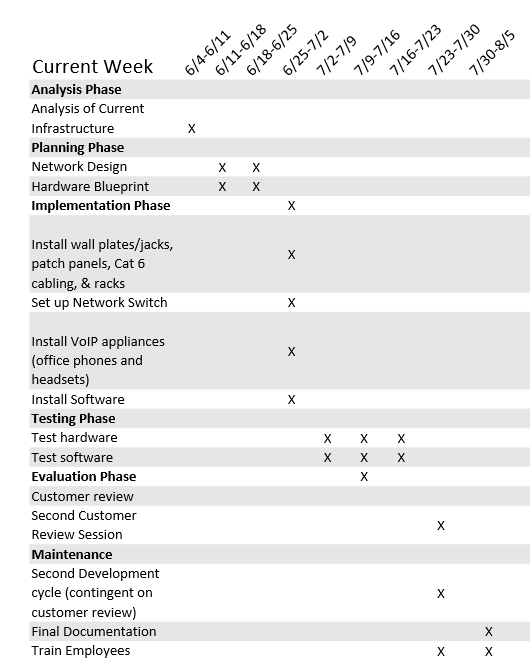 Current Week 6/4-6/11 6/11-6/18 6/18-6/25 6/25-7/2 7/2-7/9 7/9-7/16 7/16-7/23 7/23-7/30 7/30-8/5
Analysis Phase
Analysis of Current
Infrastructure X
Planning Phase
Network Design X X
Hardware Blueprint X X
Implementation Phase X
Install wall plates/jacks,
patch panels, Cat 6 X
cabling, & racks
Set up Network Switch X
Install VoIP appliances
(office phones and X
headsets)
Install Software X
Testing Phase
Test hardware X X X
Test software X X X
Evaluation Phase X
Customer review
Second Customer
Review Session X
Maintenance
Second Development
cycle (contingent on X
customer review)
Final Documentation X
Train Employees X X